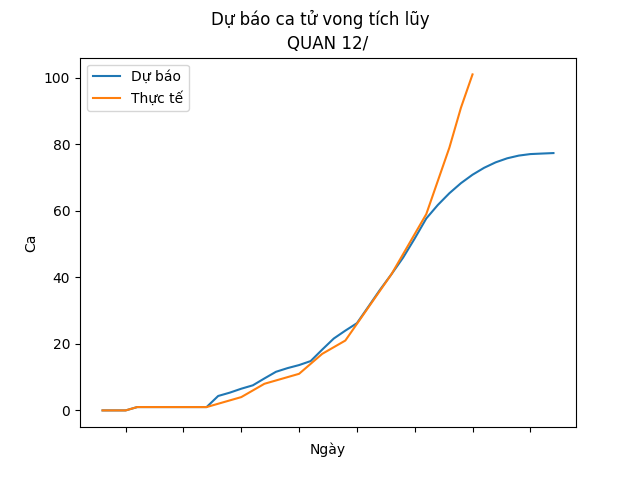 Dự báo ca tử vong tích lũy
QUAN 12/
Dự báo
Thực tế
100
80
60
40
20
0
Ca
Ngày